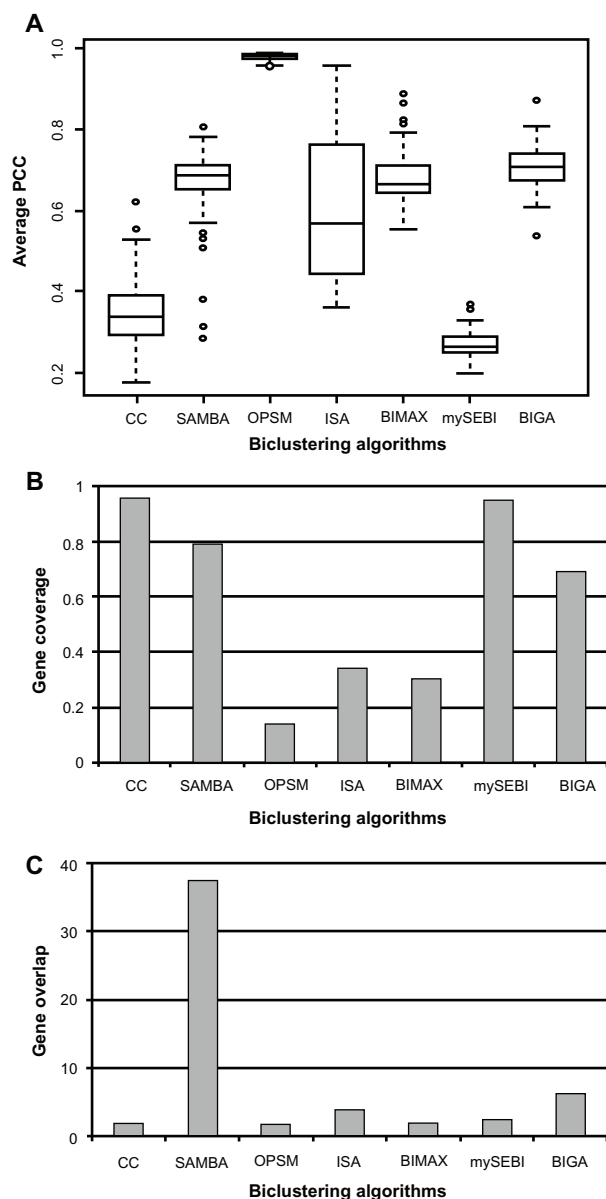 A
Average PCC
1.0
0.8
0.6
0.4
0.2
CC SAMBA OPSM ISA BIMAX mySEBI BIGA
Biclustering algorithms
B
Gene coverage
1
0.8
0.6
0.4
0.2
0
CC SAMBA OPSM ISA BIMAX mySEBI BIGA
Biclustering algorithms
C
Gene overlap
40
30
20
10
0
CC SAMBA OPSM ISA BIMAX mySEBI BIGA
Biclustering algorithms